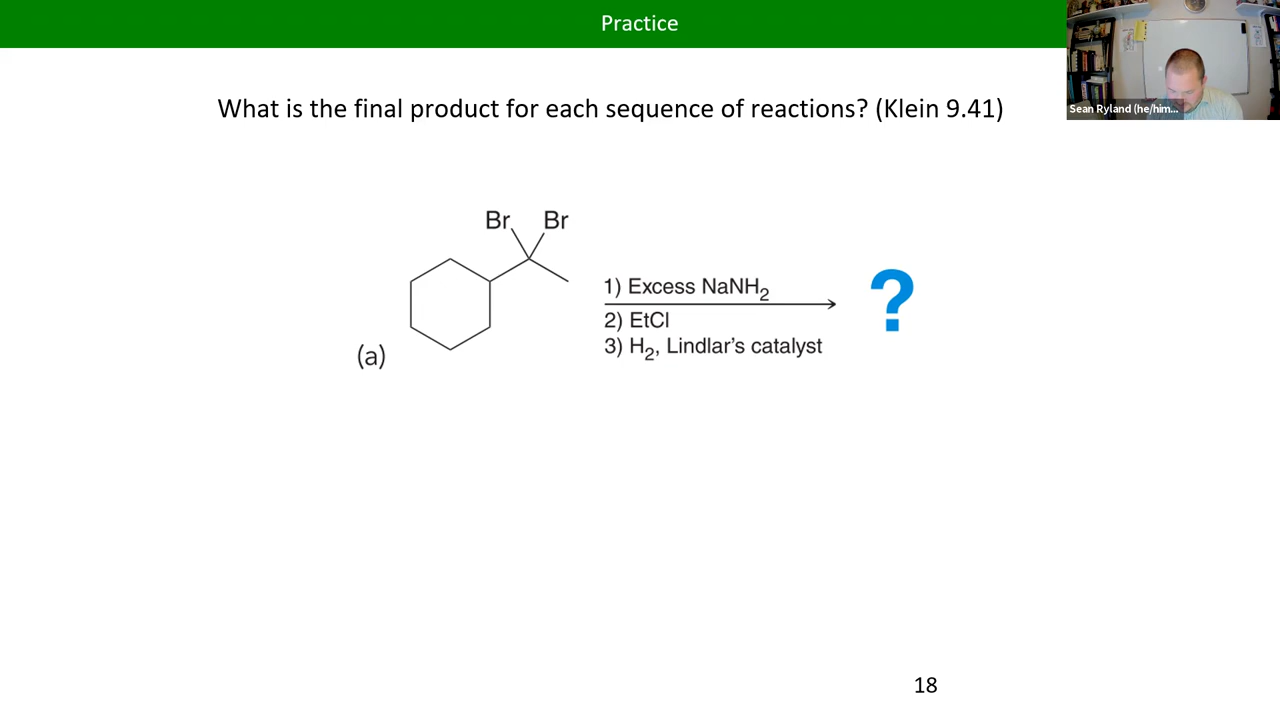 Practice
Sean Ryland (he/him...
What is the final product for each sequence of reactions? (Klein 9.41)
Br Br
1) Excess NaNH2
2) EtCl
3) H2, Lindlar's catalyst
?
(a)
18